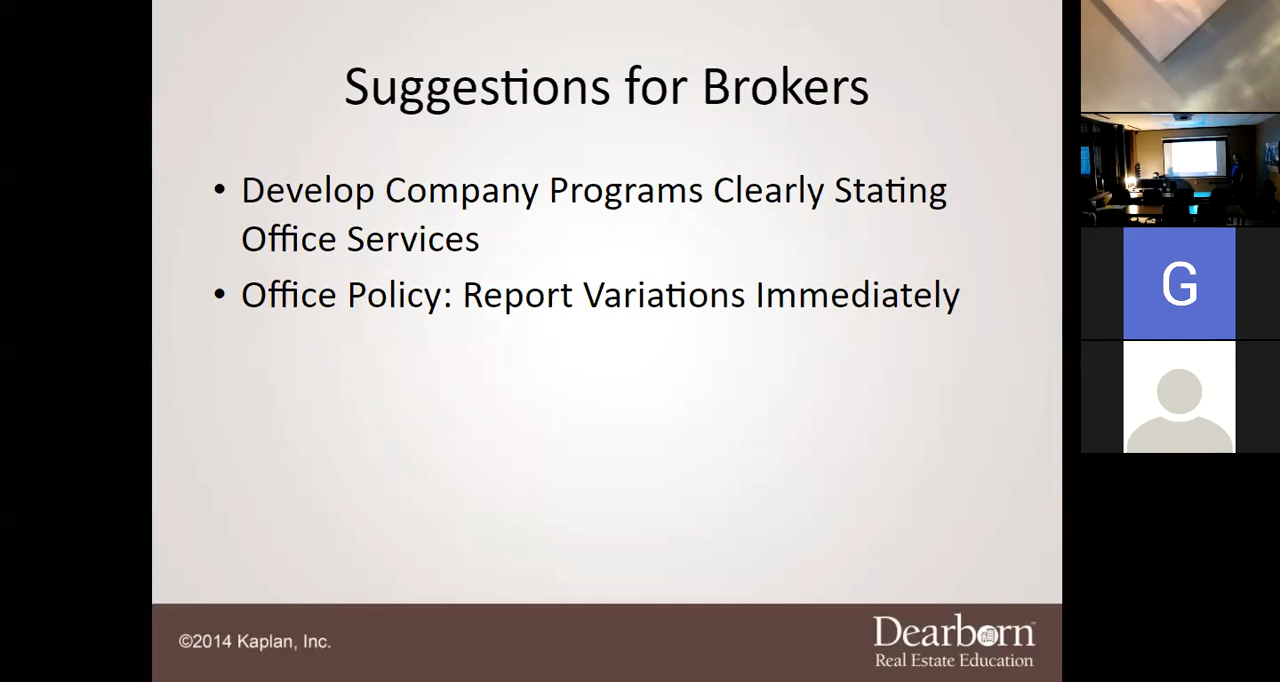 Suggestions for Brokers
• Develop Company Programs Clearly Stating
Office Services
• Office Policy: Report Variations Immediately
©2014 Kaplan, Inc.
Dearborn™
Real Estate Education
G